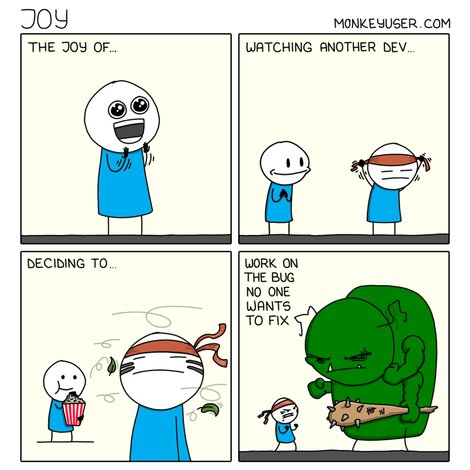 JOY
MONKEYUSER.COM
THE JOY OF...
WATCHING ANOTHER DEV...
DECIDING TO...
WORK ON
THE BUG
NO ONE
WANTS
TO FIX